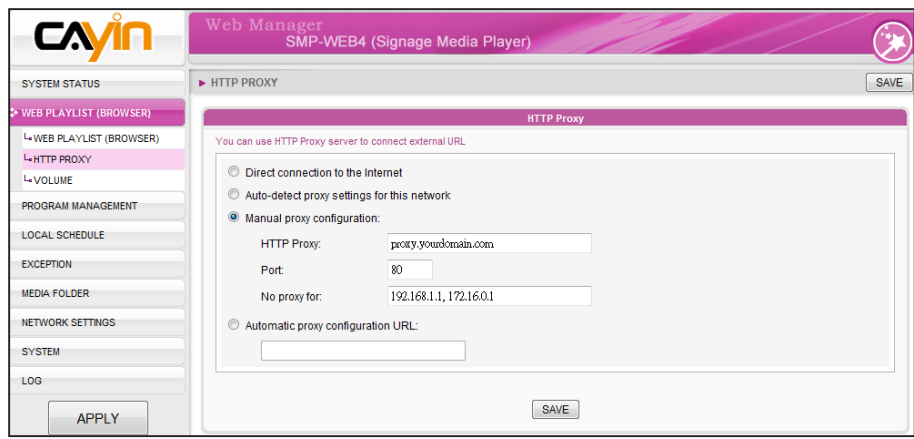 CAYIN
Web Manager
SMP-WEB4 (Signage Media Player)
SYSTEM STATUS
WEB PLAYLIST (BROWSER)
WEB PLAYLIST (BROWSER)
HTTP PROXY
VOLUME
PROGRAM MANAGEMENT
LOCAL SCHEDULE
EXCEPTION
MEDIA FOLDER
NETWORK SETTINGS
SYSTEM
LOG
APPLY
HTTP PROXY
SAVE
HTTP Proxy
You can use HTTP Proxy server to connect external URL
Direct connection to the Internet
Auto-detect proxy settings for this network
Manual proxy configuration:
HTTP Proxy: proxy.yourdomain.com
Port: 80
No proxy for: 192.168.1.1, 172.16.0.1
Automatic proxy configuration URL:
SAVE